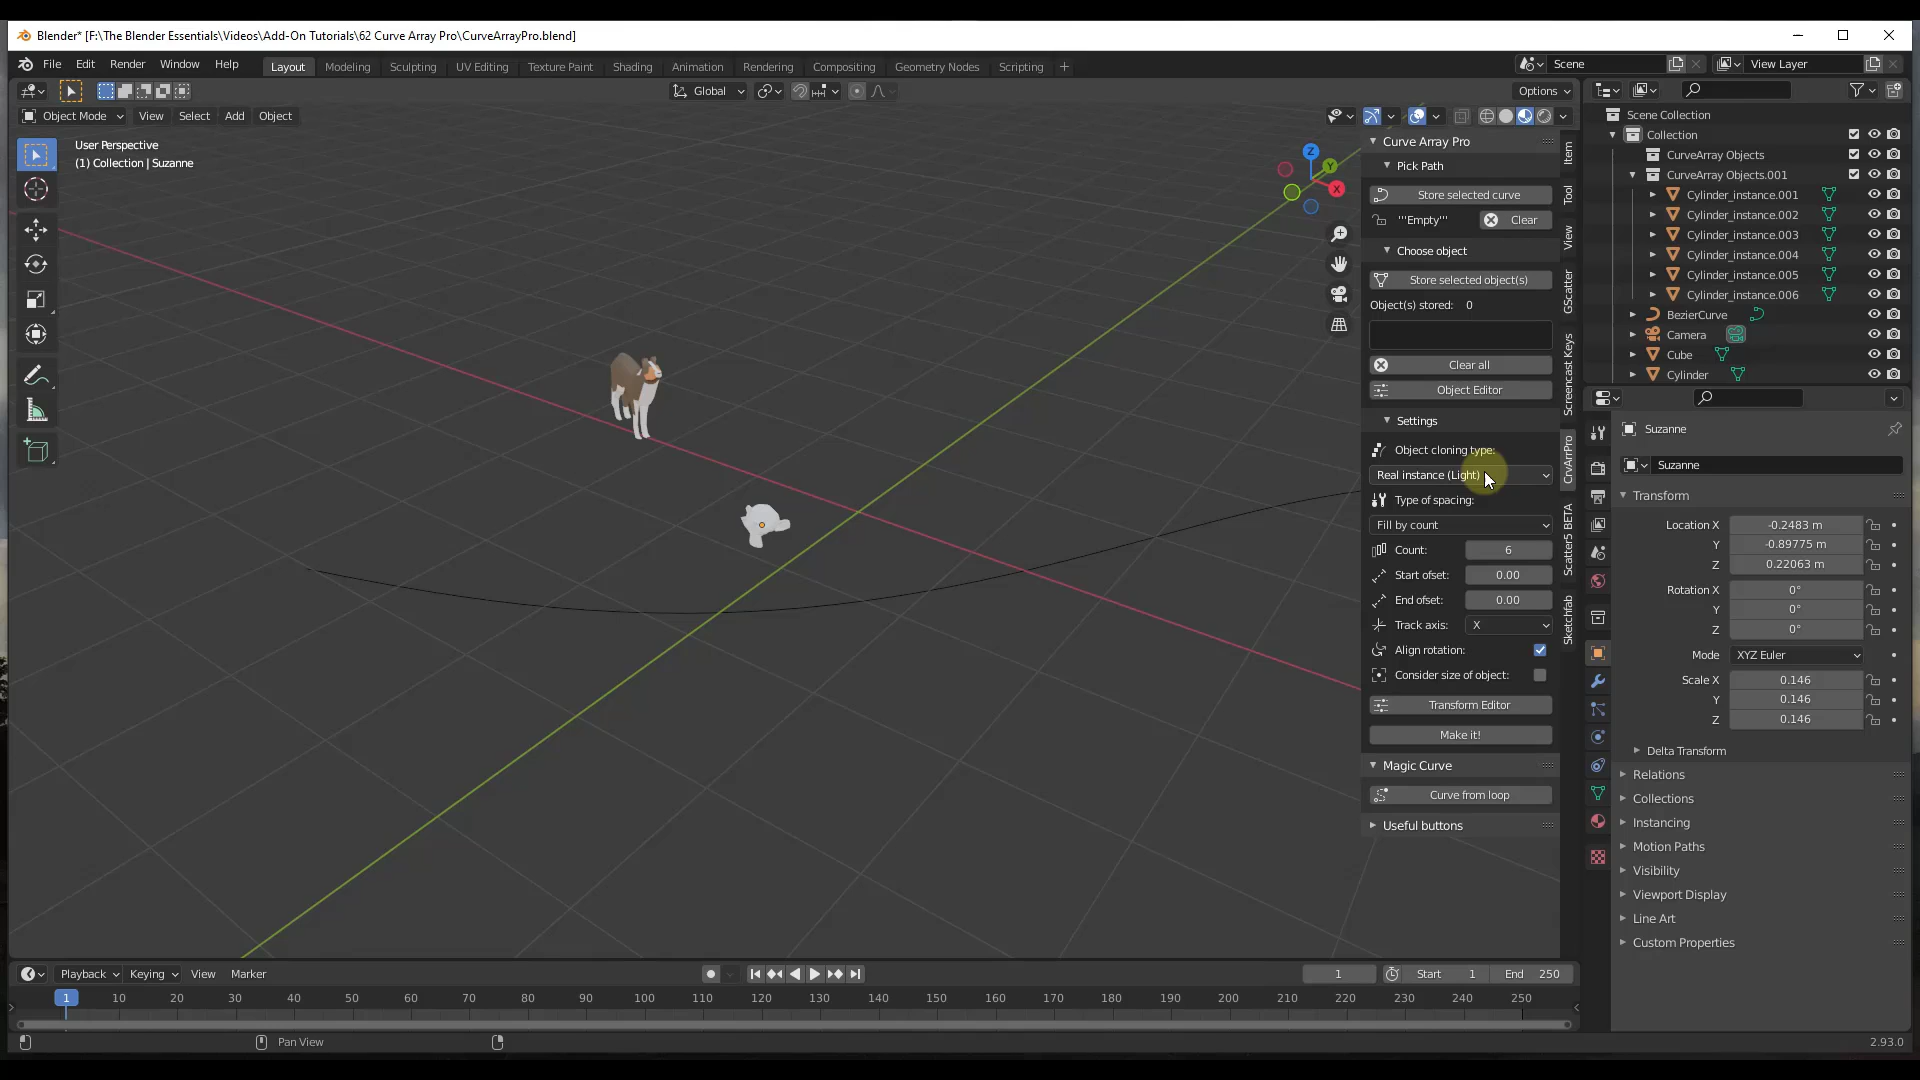 Blender* [F:\The Blender Essentials\Videos\Add-On Tutorials\62 Curve Array Pro\CurveArrayPro.blend]
File Edit Render Window Help Layout Modeling Sculpting UV Editing Texture Paint Shading Animation Rendering Compositing Geometry Nodes Scripting + Scene View Layer
Global Options
Object Mode View Select Add Object
User Perspective
(1) Collection | Suzanne
Z
Y
X
Curve Array Pro
Pick Path
Store selected curve
'''Empty''' Clear
Choose object
Store selected object(s)
Object(s) stored: 0
Clear all
Object Editor
Settings
Object cloning type:
Real instance (Light)
Type of spacing:
Fill by count
Count: 6
Start ofset: 0.00
End ofset: 0.00
Track axis: X
Align rotation:
Consider size of object:
Transform Editor
Make it!
Magic Curve
Curve from loop
Useful buttons
Item
Tool
View
GScatter
Screencast Keys
CrvArrPro
Scatter5 BETA
Sketchfab
Scene Collection
Collection
CurveArray Objects
CurveArray Objects.001
Cylinder_instance.001
Cylinder_instance.002
Cylinder_instance.003
Cylinder_instance.004
Cylinder_instance.005
Cylinder_instance.006
BezierCurve
Camera
Cube
Cylinder
Suzanne
Suzanne
Transform
Location X -0.2483 m
Y -0.89775 m
Z 0.22063 m
Rotation X 0°
Y 0°
Z 0°
Mode XYZ Euler
Scale X 0.146
Y 0.146
Z 0.146
Delta Transform
Relations
Collections
Instancing
Motion Paths
Visibility
Viewport Display
Line Art
Custom Properties
Playback Keying View Marker 1 Start 1 End 250
1 10 20 30 40 50 60 70 80 90 100 110 120 130 140 150 160 170 180 190 200 210 220 230 240 250
Pan View 2.93.0